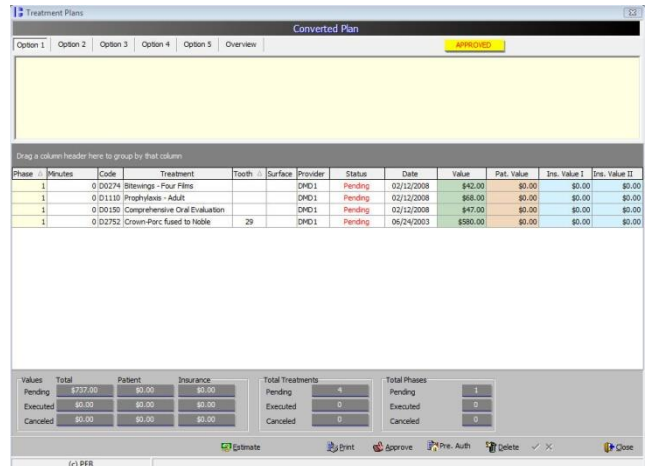 Treatment Plans
Converted Plan
Option 1 Option 2 Option 3 Option 4 Option 5 Overview APPROVED
Drag a column header here to group by that column
Phase Minutes Code Treatment Tooth Surface Provider Status Date Value Pat. Value Ins. Value I Ins. Value II
1 0 D0274 Bitewings - Four Films DMD1 Pending 02/12/2008 $42.00 $0.00 $0.00 $0.00
1 0 D1110 Prophylaxis - Adult DMD1 Pending 02/12/2008 $68.00 $0.00 $0.00 $0.00
1 0 D0150 Comprehensive Oral Evaluation DMD1 Pending 02/12/2008 $47.00 $0.00 $0.00 $0.00
1 0 D2752 Crown-Porc fused to Noble 29 DMD1 Pending 06/24/2003 $580.00 $0.00 $0.00 $0.00
Values Total Patient Insurance Total Treatments Total Phases
Pending $737.00 $0.00 $0.00 Pending 4 Pending 1
Executed $0.00 $0.00 $0.00 Executed 0 Executed 0
Canceled $0.00 $0.00 $0.00 Canceled 0 Canceled 0
Estimate Print Approve Pre. Auth Delete Close
(c) PEB